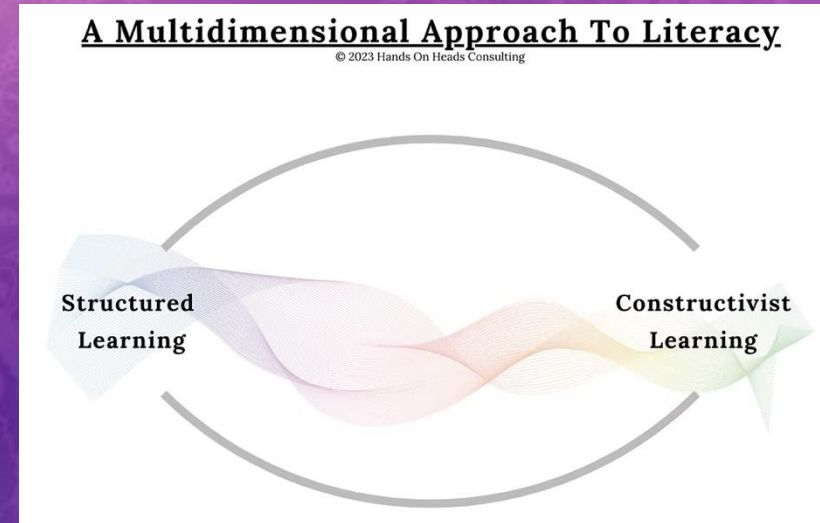 A Multidimensional Approach To Literacy
© 2023 Hands On Heads Consulting
Structured
Learning
Constructivist
Learning